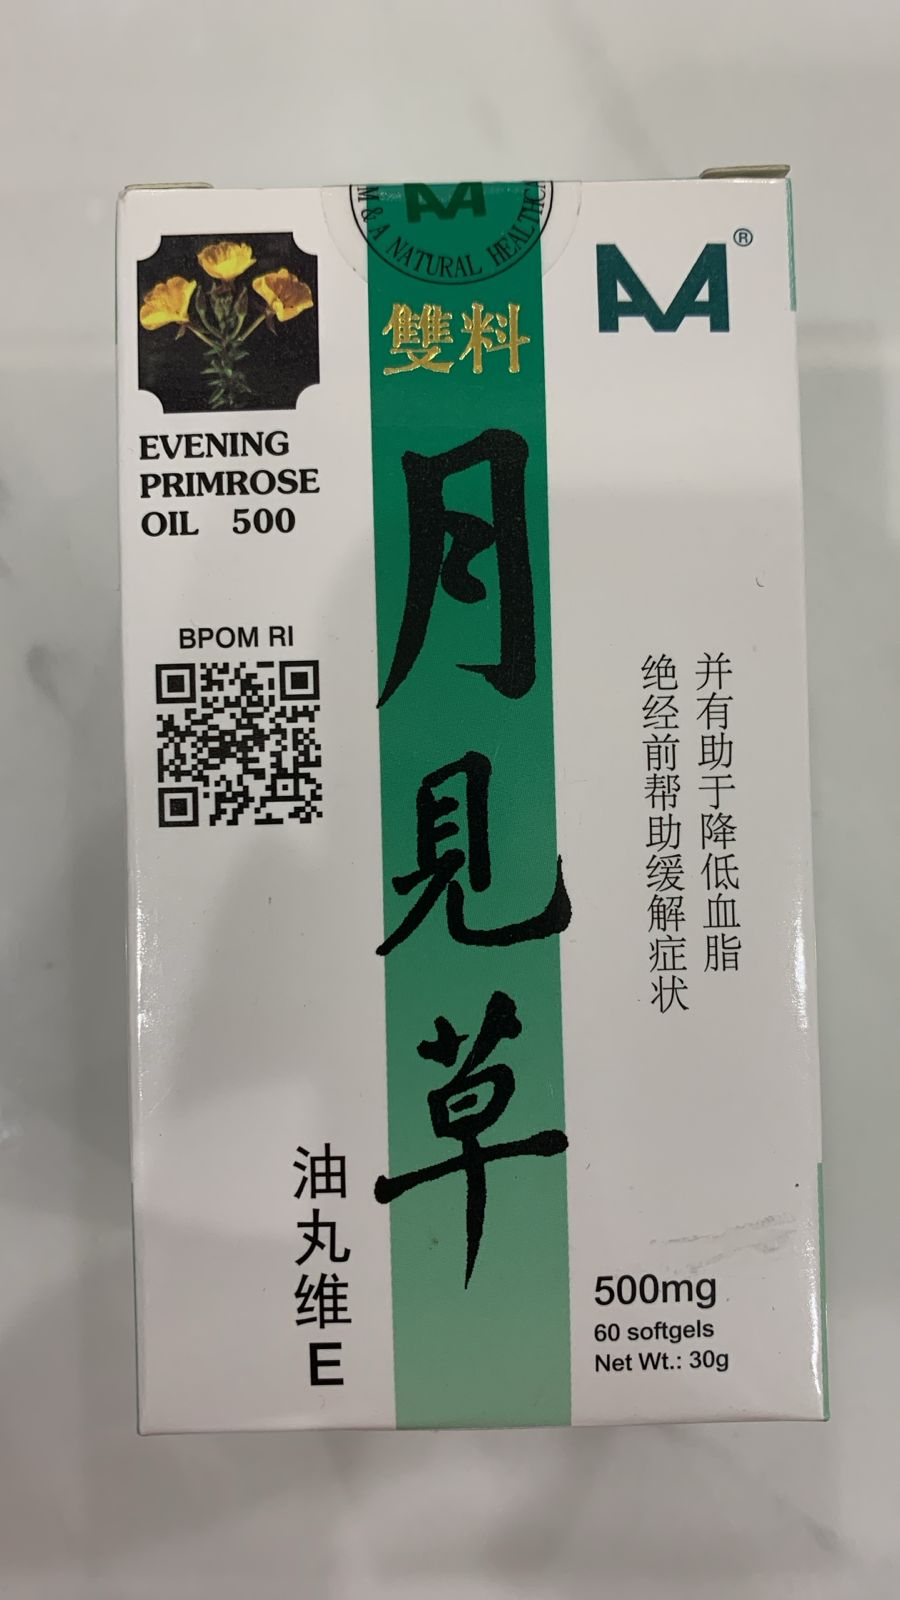 M & A NATURAL HEALTHC
雙料
月見草
EVENING
PRIMROSE
OIL 500
BPOM RI
并有助于降低血脂
绝经前帮助缓解症状
油丸维E
500mg
60 softgels
Net Wt.: 30g